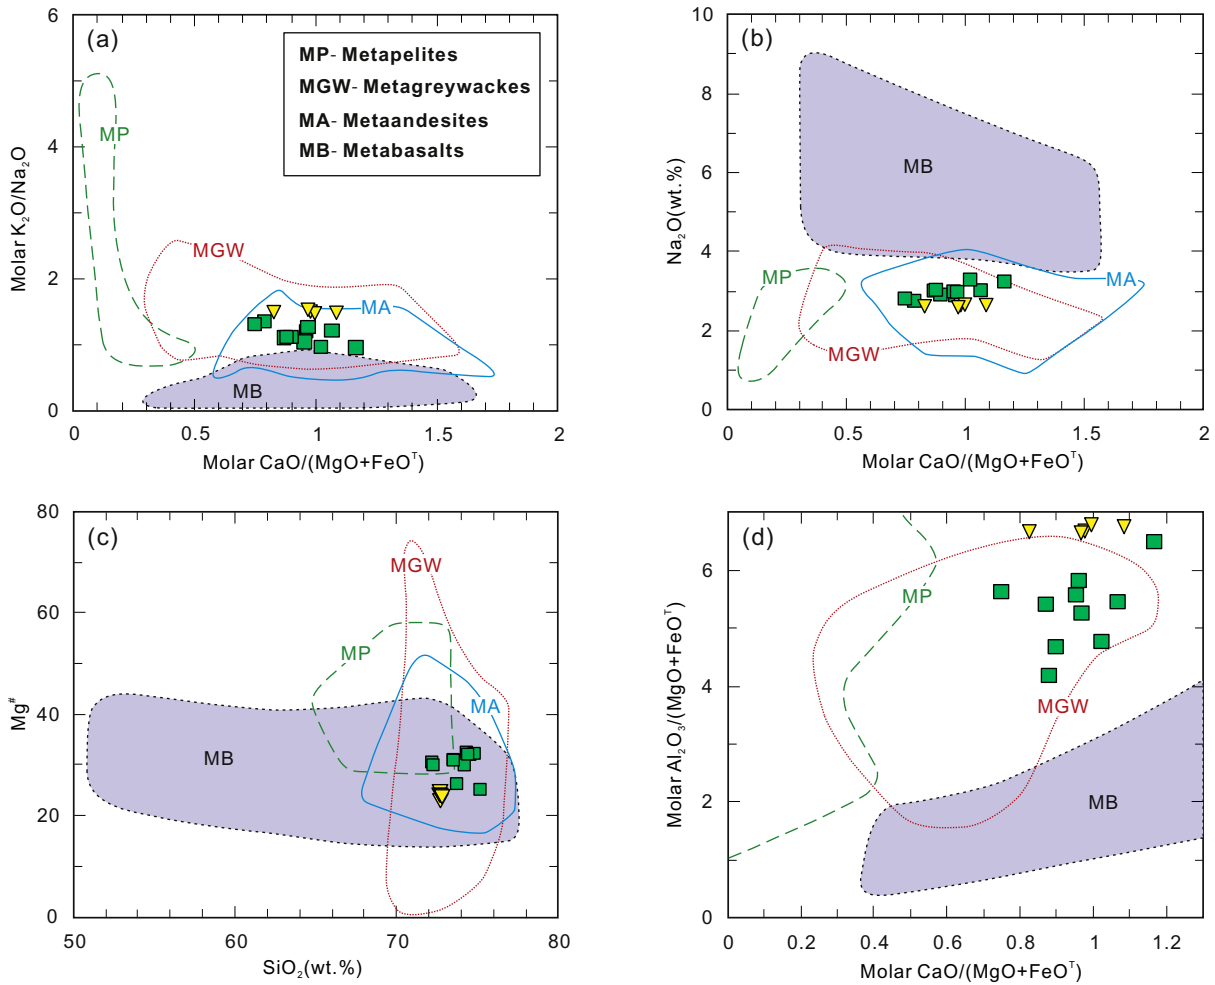 (a)
MP- Metapelites
MGW- Metagreywackes
MA- Metaandesites
MB- Metabasalts
6
4
2
0
Molar K₂O/Na₂O
MP
MGW
MA
MB
0 0.5 1 1.5 2
Molar CaO/(MgO+FeOᵀ)
(b)
10
8
6
4
2
0
Na₂O(wt.%)
MB
MP
MA
MGW
0 0.5 1 1.5 2
Molar CaO/(MgO+FeOᵀ)
(c)
80
60
40
20
0
Mg#
MGW
MP
MA
MB
50 60 70 80
SiO₂(wt.%)
(d)
6
4
2
0
Molar Al₂O₃/(MgO+FeOᵀ)
MP
MGW
MB
0 0.2 0.4 0.6 0.8 1 1.2
Molar CaO/(MgO+FeOᵀ)